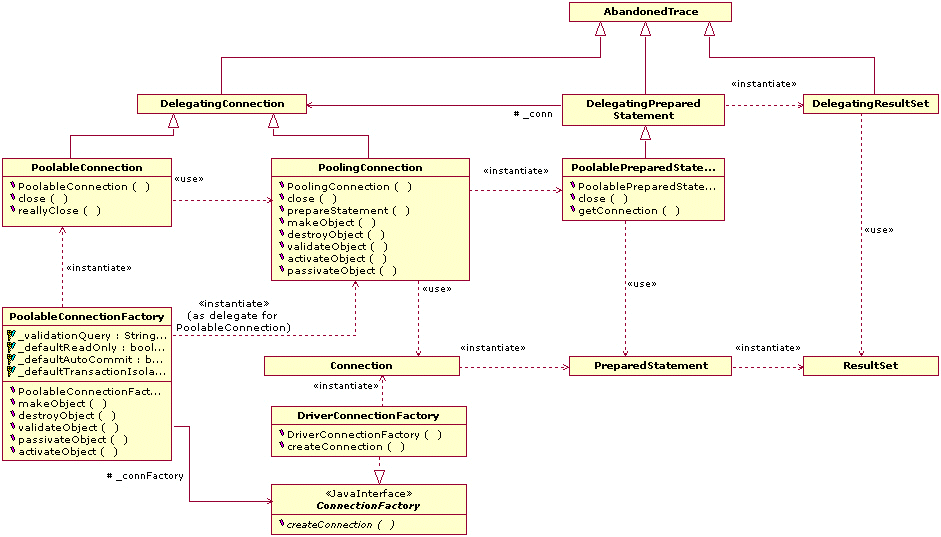 AbandonedTrace
«instantiate»
DelegatingConnection
DelegatingPrepared
Statement
DelegatingResultSet
# _conn
PoolableConnection
PoolableConnection ( )
close ( )
reallyClose ( )
«use»
PoolingConnection
PoolingConnection ( )
close ( )
prepareStatement ( )
makeObject ( )
destroyObject ( )
validateObject ( )
activateObject ( )
passivateObject ( )
«instantiate»
PoolablePreparedState...
PoolablePreparedState...
close ( )
getConnection ( )
«use»
«instantiate»
«use»
«use»
PoolableConnectionFactory
_validationQuery : String...
_defaultReadOnly : bool...
_defaultAutoCommit : b...
_defaultTransactionIsola...
PoolableConnectionFact...
makeObject ( )
destroyObject ( )
validateObject ( )
passivateObject ( )
activateObject ( )
«instantiate»
(as delegate for
PoolableConnection)
Connection
«instantiate»
PreparedStatement
«instantiate»
ResultSet
«instantiate»
DriverConnectionFactory
DriverConnectionFactory ( )
createConnection ( )
# _connFactory
«JavaInterface»
ConnectionFactory
createConnection ( )